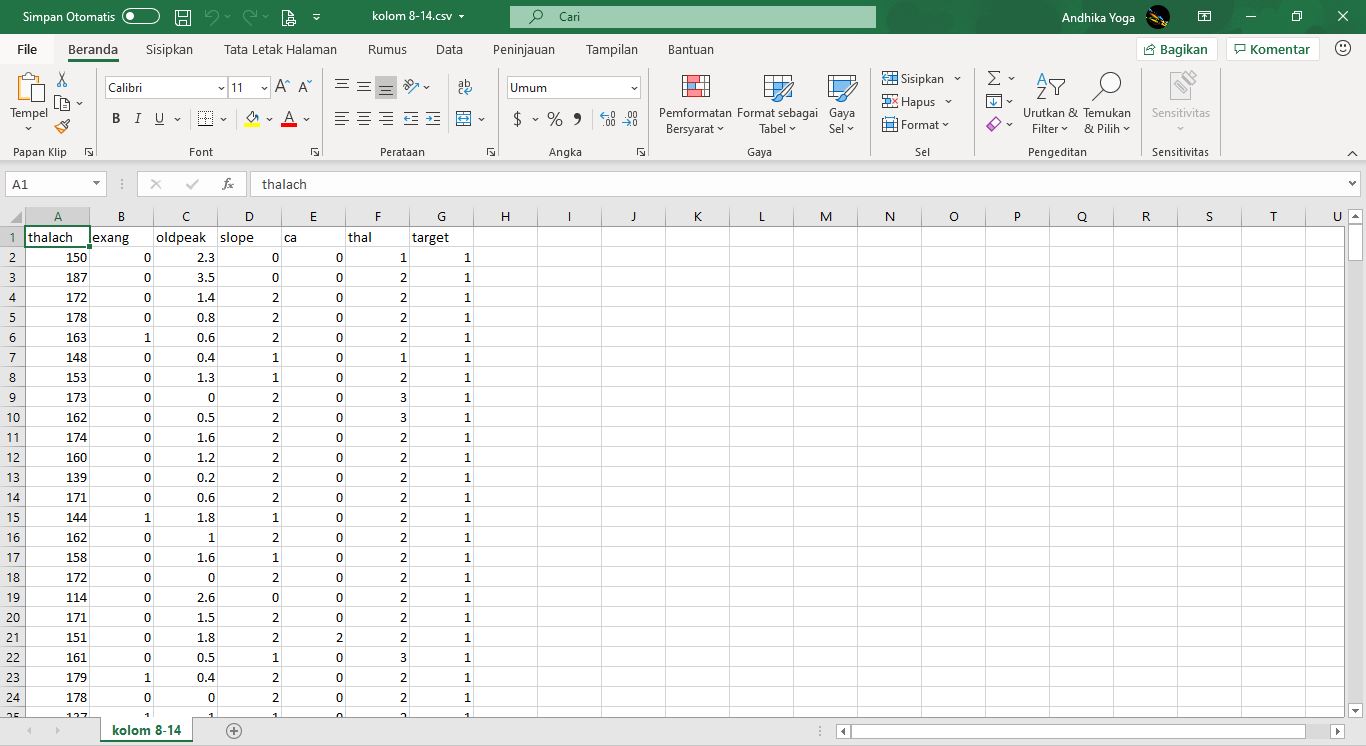 Simpan Otomatis kolom 8-14.csv Cari Andhika Yoga
File Beranda Sisipkan Tata Letak Halaman Rumus Data Peninjauan Tampilan Bantuan Bagikan Komentar
Calibri 11 Umum Sisipkan
Tempel Pemformatan Bersyarat Format sebagai Tabel Gaya Sel Hapus Urutkan & Filter Temukan & Pilih Sensitivitas
B I U $ % Format
Papan Klip Font Perataan Angka Gaya Sel Pengeditan Sensitivitas
A1 fx thalach
A B C D E F G H I J K L M N O P Q R S T U
1 thalach exang oldpeak slope ca thal target
2 150 0 2.3 0 0 1 1
3 187 0 3.5 0 0 2 1
4 172 0 1.4 2 0 2 1
5 178 0 0.8 2 0 2 1
6 163 1 0.6 2 0 2 1
7 148 0 0.4 1 0 1 1
8 153 0 1.3 1 0 2 1
9 173 0 0 2 0 3 1
10 162 0 0.5 2 0 3 1
11 174 0 1.6 2 0 2 1
12 160 0 1.2 2 0 2 1
13 139 0 0.2 2 0 2 1
14 171 0 0.6 2 0 2 1
15 144 1 1.8 1 0 2 1
16 162 0 1 2 0 2 1
17 158 0 1.6 1 0 2 1
18 172 0 0 2 0 2 1
19 114 0 2.6 0 0 2 1
20 171 0 1.5 2 0 2 1
21 151 0 1.8 2 2 2 1
22 161 0 0.5 1 0 3 1
23 179 1 0.4 2 0 2 1
24 178 0 0 2 0 2 1
kolom 8-14